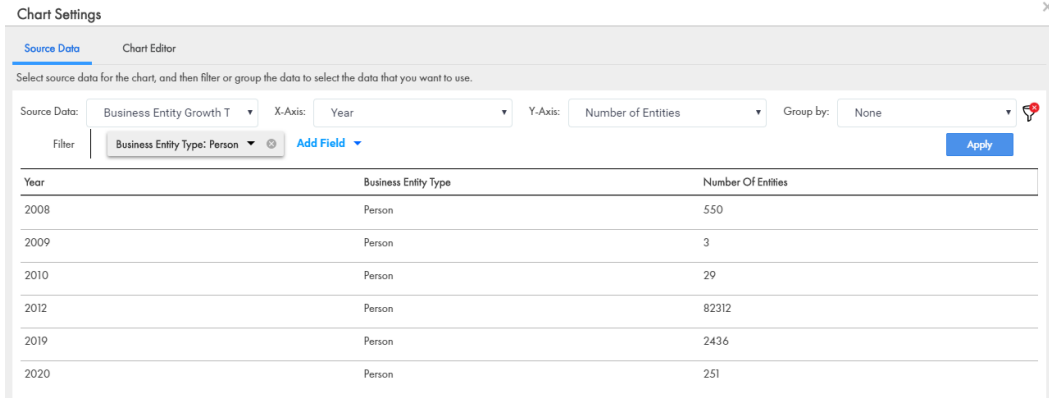 Chart Settings
Source Data Chart Editor
Select source data for the chart, and then filter or group the data to select the data that you want to use.
Source Data: Business Entity Growth T X-Axis: Year Y-Axis: Number of Entities Group by: None
Filter Business Entity Type: Person Add Field Apply
Year Business Entity Type Number Of Entities
2008 Person 550
2009 Person 3
2010 Person 29
2012 Person 82312
2019 Person 2436
2020 Person 251